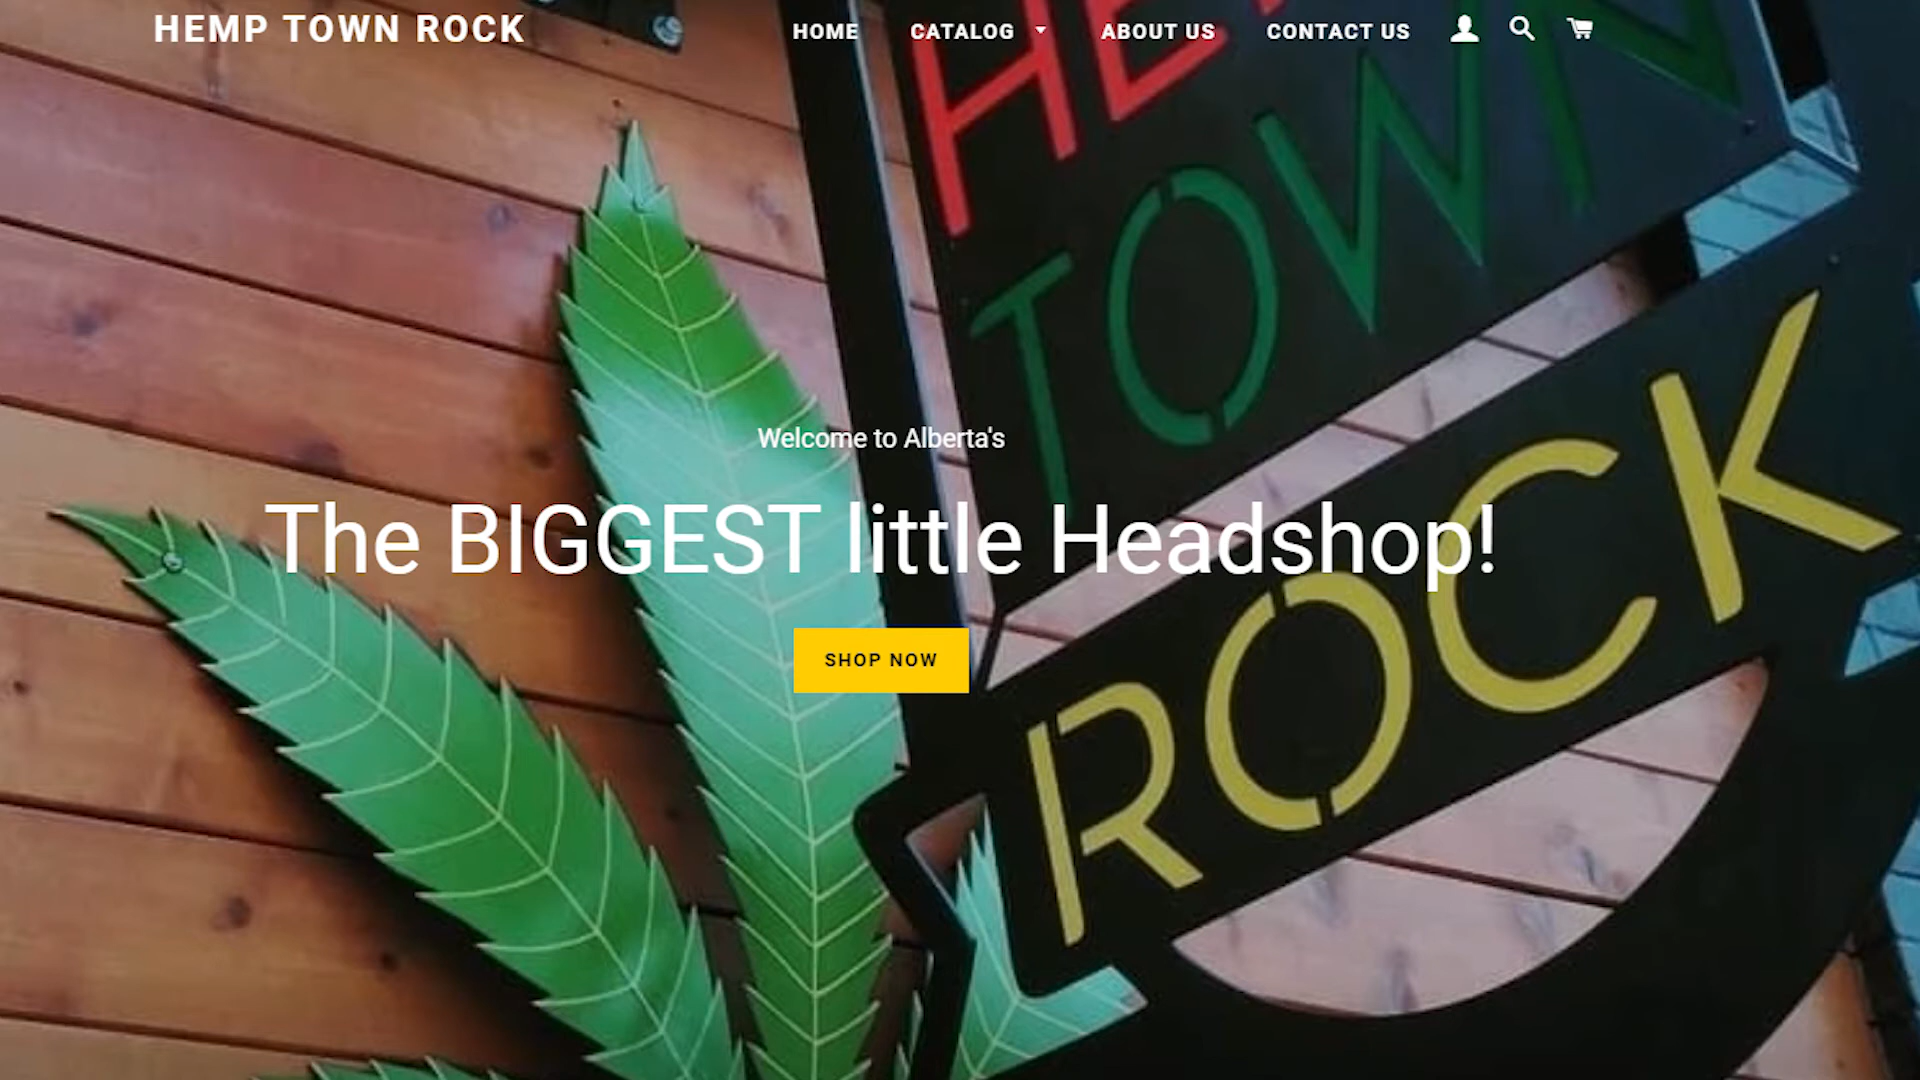 HEMP TOWN ROCK
HOME CATALOG ABOUT US CONTACT US
HE
TOWN
ROCK
Welcome to Alberta's
The BIGGEST little Headshop!
SHOP NOW